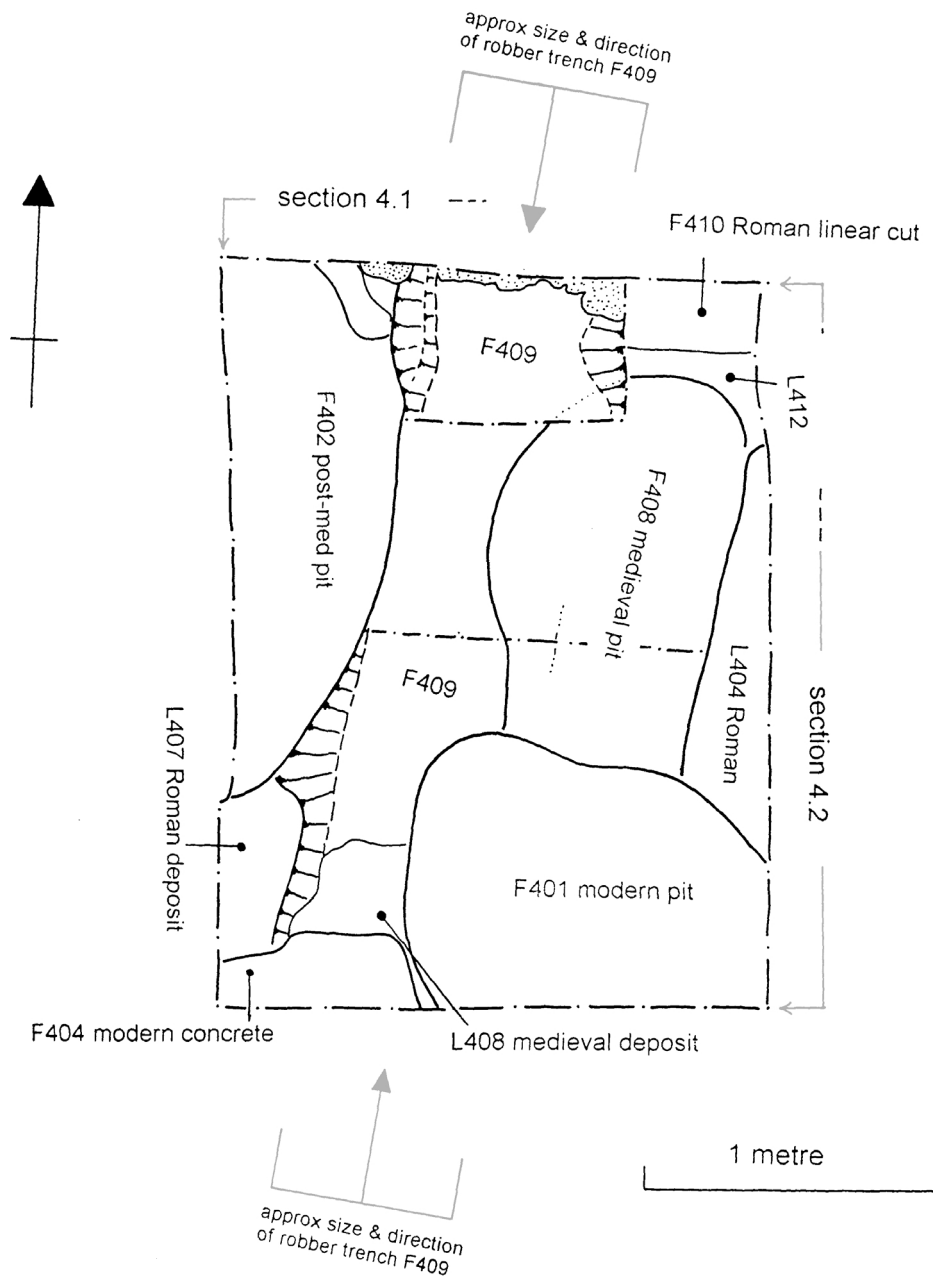 approx size & direction
of robber trench F409
section 4.1
F410 Roman linear cut
F409
L412
F402 post-med pit
F408 medieval pit
F409
L404 Roman
section 4.2
L407 Roman deposit
F401 modern pit
F404 modern concrete
L408 medieval deposit
1 metre
approx size & direction
of robber trench F409